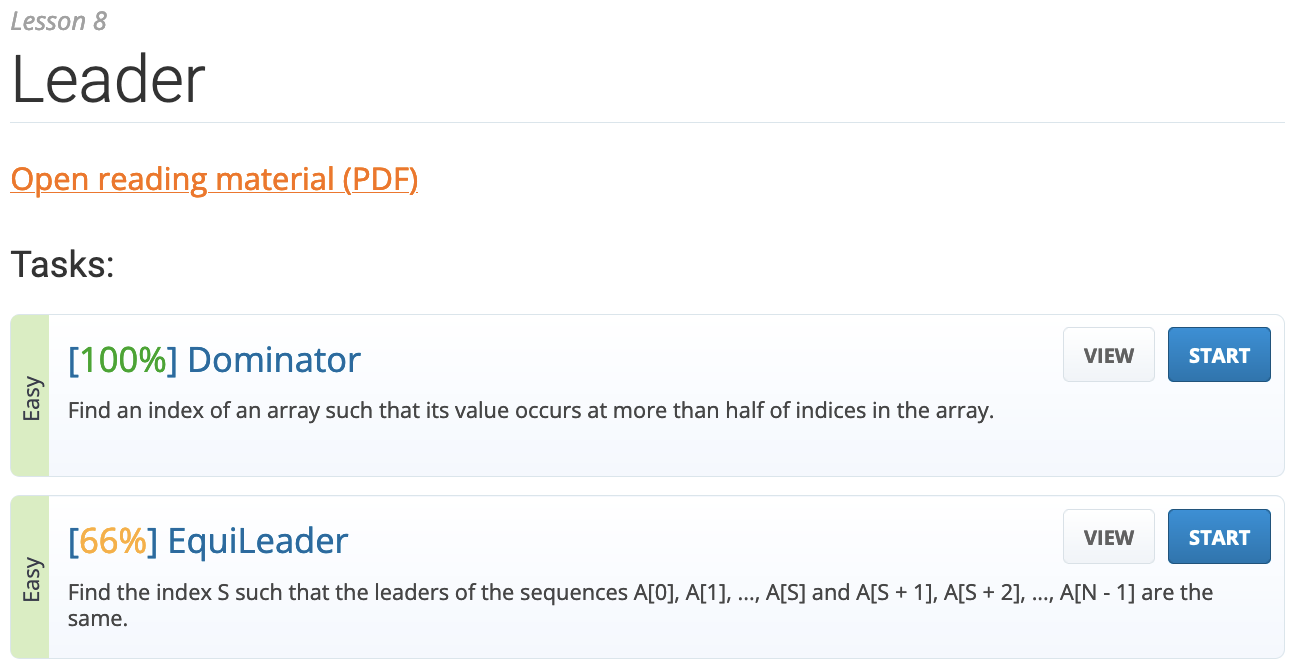 Lesson 8
Leader
Open reading material (PDF)
Tasks:
Easy
[100%] Dominator
VIEW
START
Find an index of an array such that its value occurs at more than half of indices in the array.
Easy
[66%] EquiLeader
VIEW
START
Find the index S such that the leaders of the sequences A[0], A[1], ..., A[S] and A[S + 1], A[S + 2], ..., A[N - 1] are the
same.